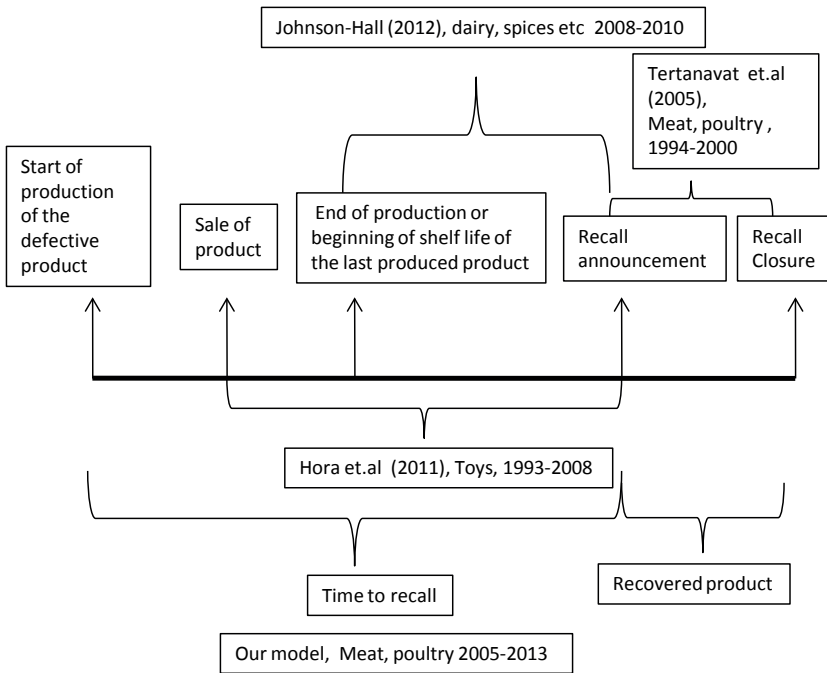 Johnson-Hall (2012), dairy, spices etc 2008-2010
Tertanavat et.al
(2005),
Meat, poultry ,
1994-2000
Start of
production
of the
defective
product
Sale of
product
End of production or
beginning of shelf life of
the last produced product
Recall
announcement
Recall
Closure
Hora et.al (2011), Toys, 1993-2008
Time to recall
Recovered product
Our model, Meat, poultry 2005-2013